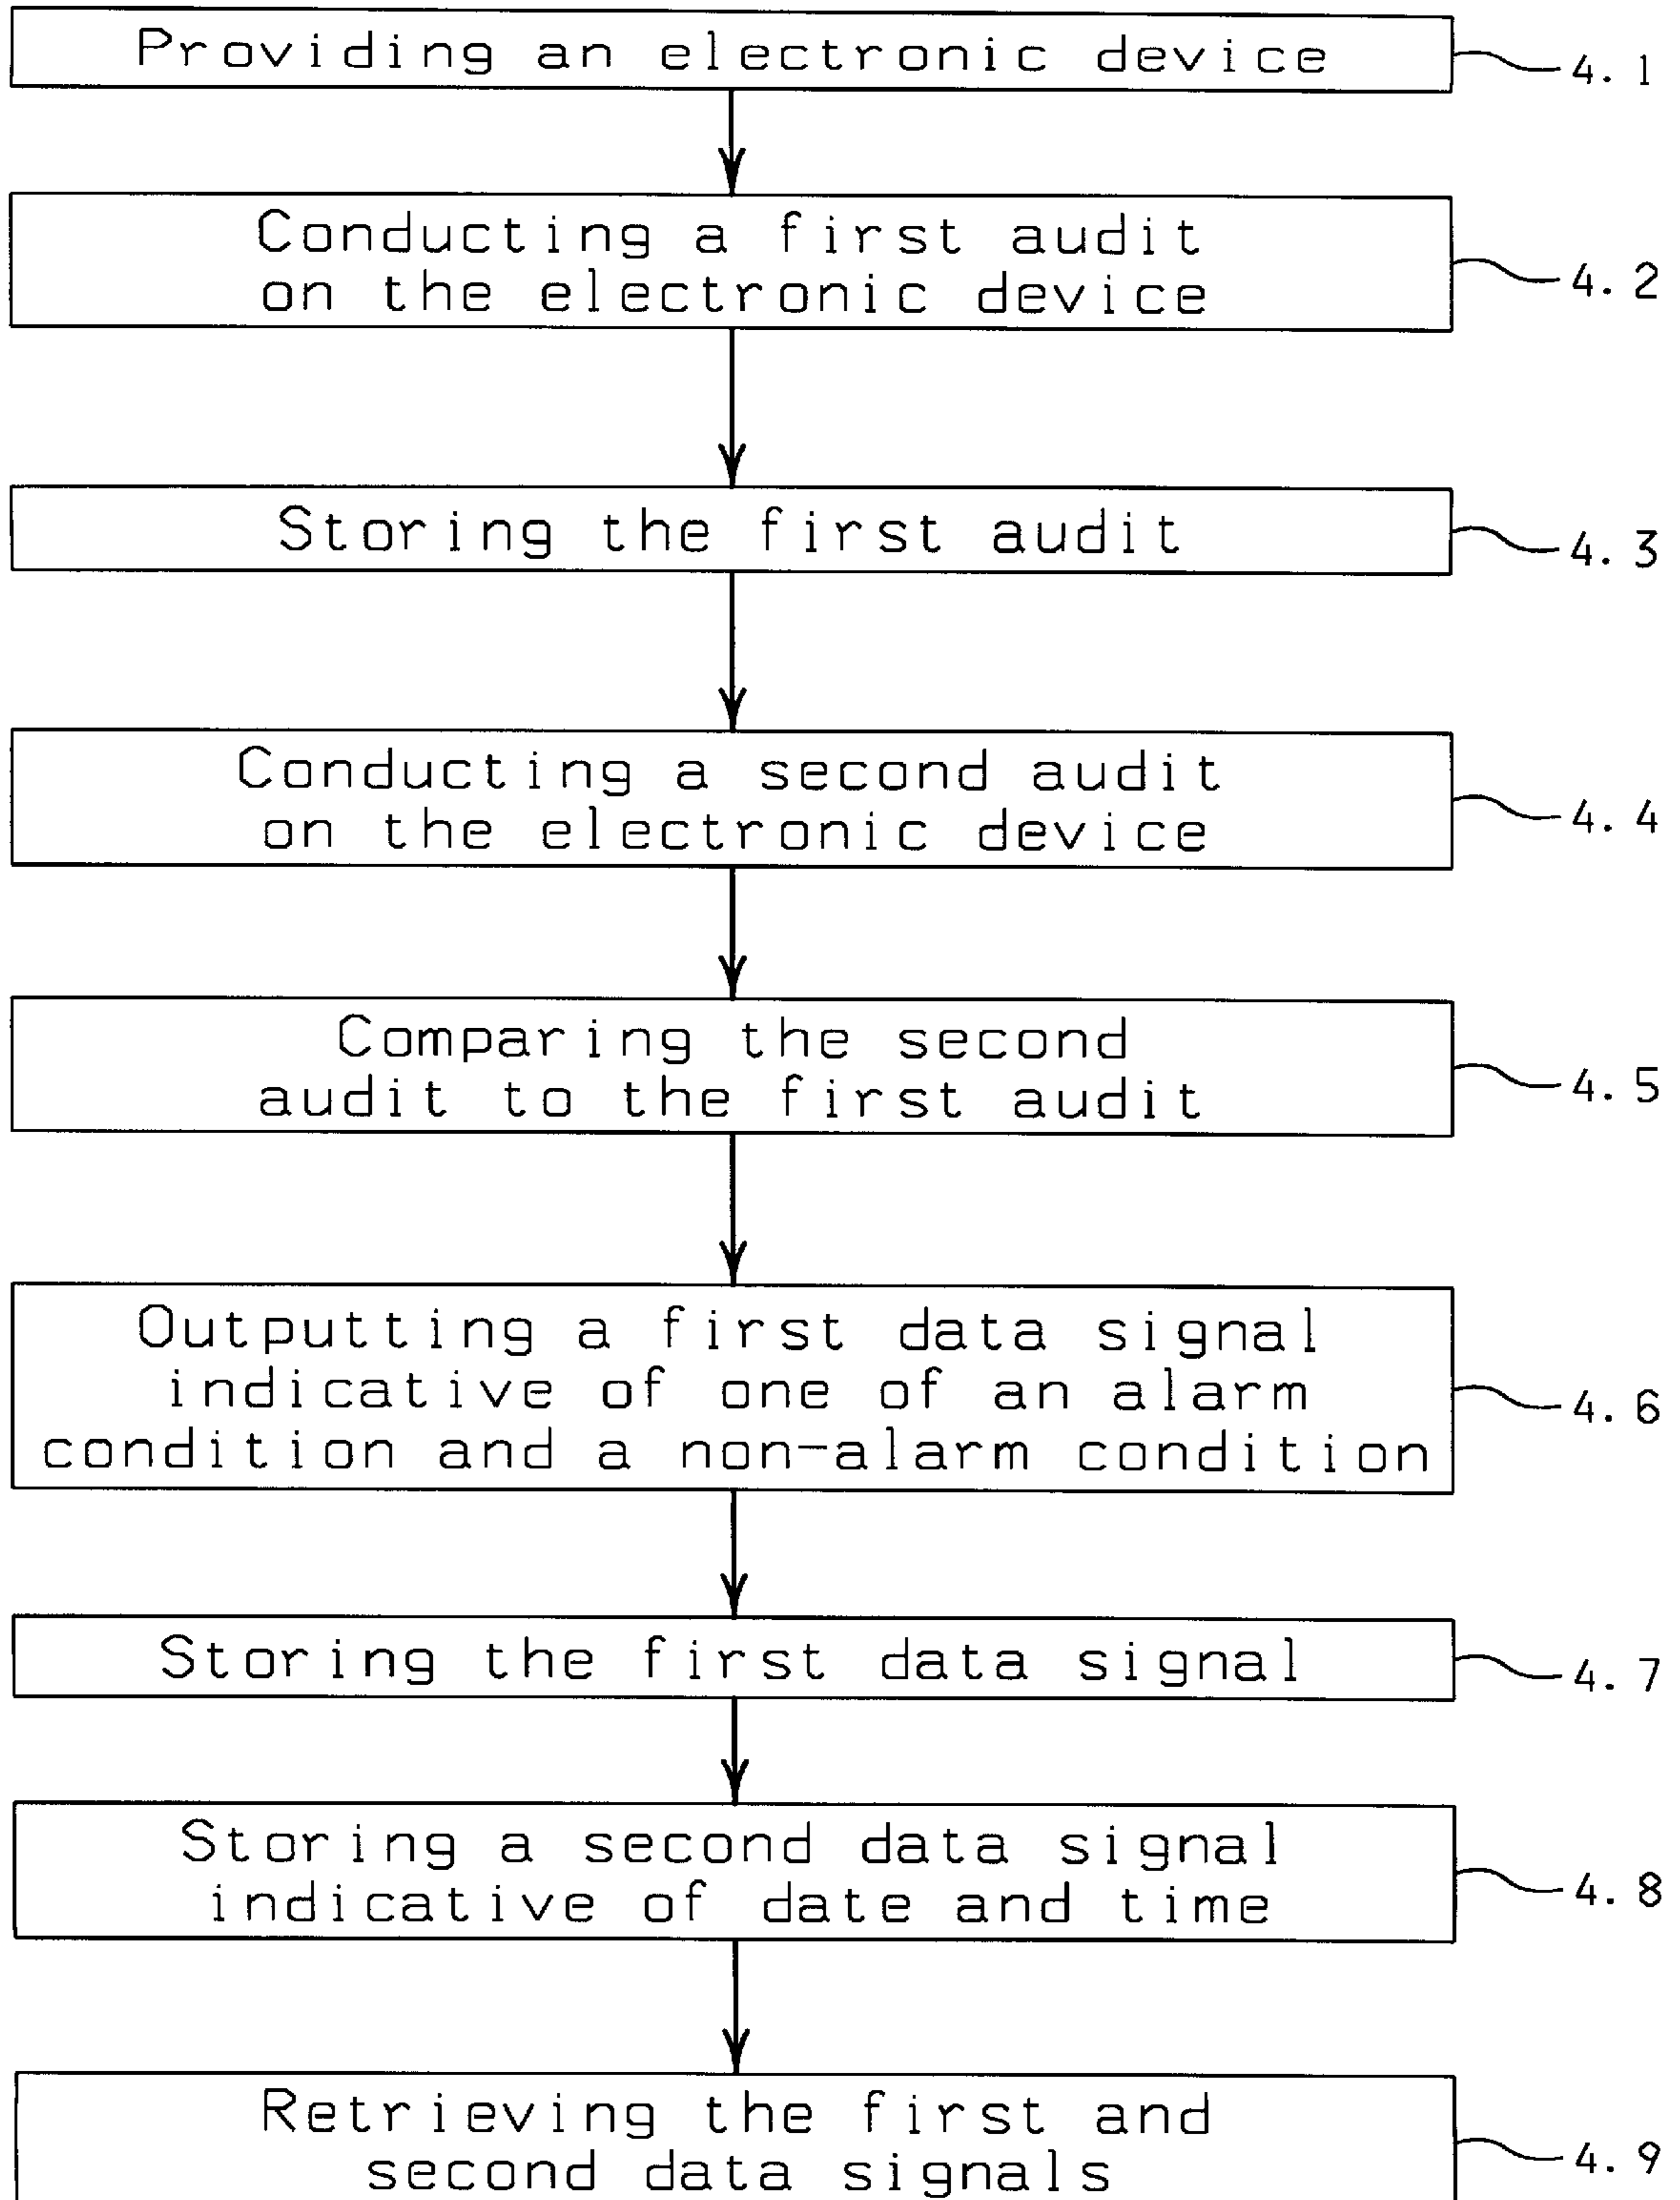 Providing an electronic device
4.1
Conducting a first audit
on the electronic device
4.2
Storing the first audit
4.3
Conducting a second audit
on the electronic device
4.4
Comparing the second
audit to the first audit
4.5
Outputting a first data signal
indicative of one of an alarm
condition and a non-alarm condition
4.6
Storing the first data signal
4.7
Storing a second data signal
indicative of date and time
4.8
Retrieving the first and
second data signals
4.9